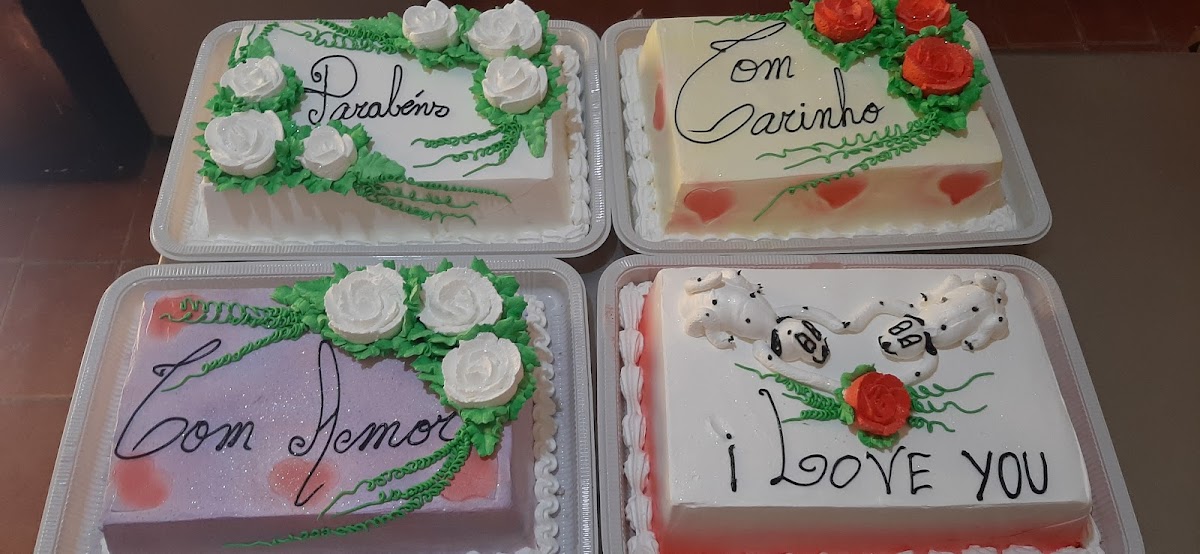 Parabéns
Com
Carinho
Com Amor
i LOVE YOU